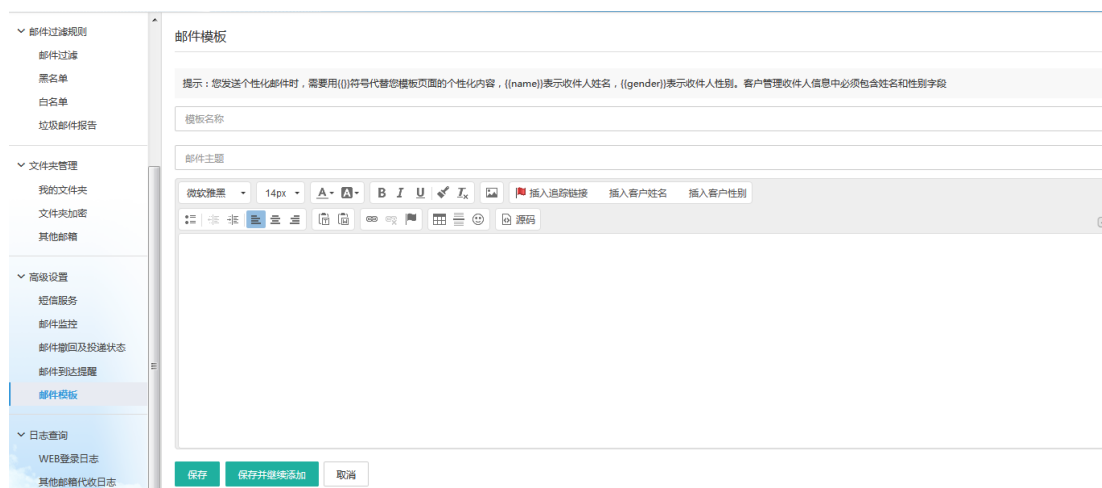 邮件过滤规则
邮件过滤
黑名单
白名单
垃圾邮件报告
文件夹管理
我的文件夹
文件夹加密
其他邮箱
高级设置
短信服务
邮件监控
邮件撤回及投递状态
邮件到达提醒
邮件模板
日志查询
WEB登录日志
其他邮箱代收日志
邮件模板
提示：您发送个性化邮件时，需要用{{}}符号代替您模板页面的个性化内容，{{name}}表示收件人姓名，{{gender}}表示收件人性别。客户管理收件人信息中必须包含姓名和性别字段
模板名称
邮件主题
微软雅黑 14px A A B I U Ix 插入追踪链接 插入客户姓名 插入客户性别
源码
保存 保存并继续添加 取消